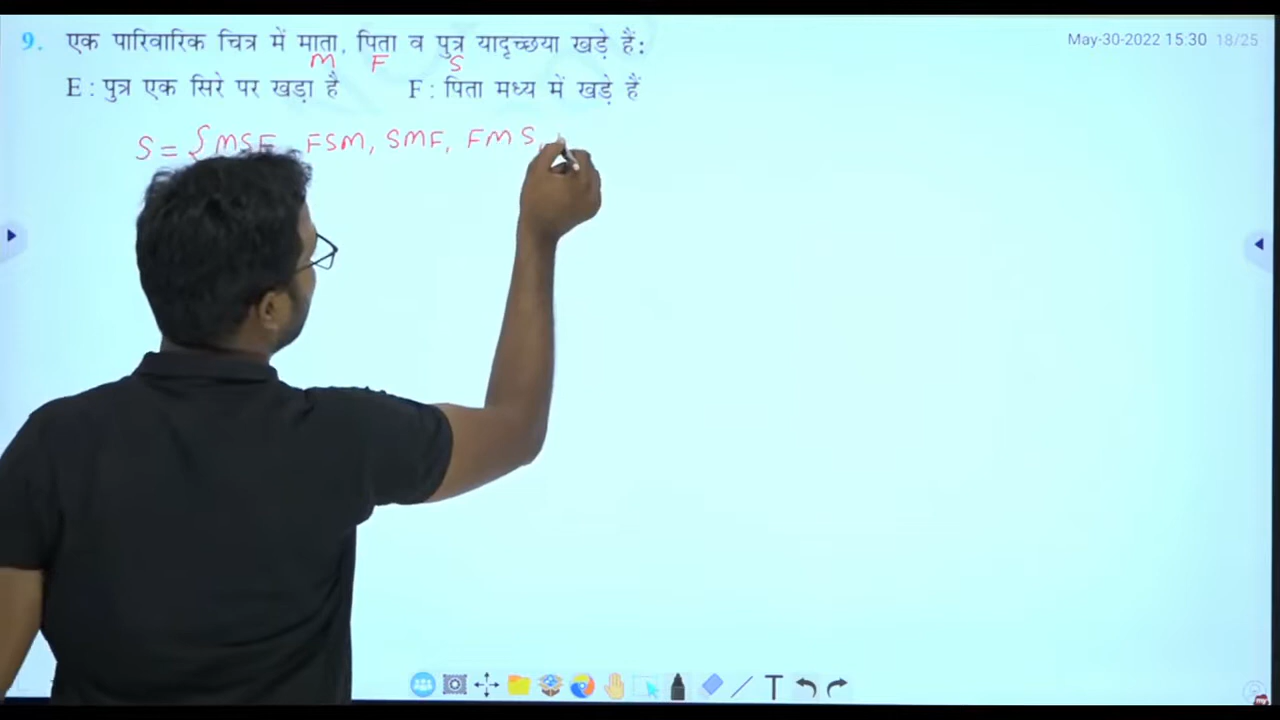 9. एक पारिवारिक चित्र में माता, पिता व पुत्र यादृच्छया खड़े हैं:
M F S
E : पुत्र एक सिरे पर खड़ा है F : पिता मध्य में खड़े हैं
S = { MSF, FSM, SMF, FMS,
May-30-2022 15:30 18/25
T